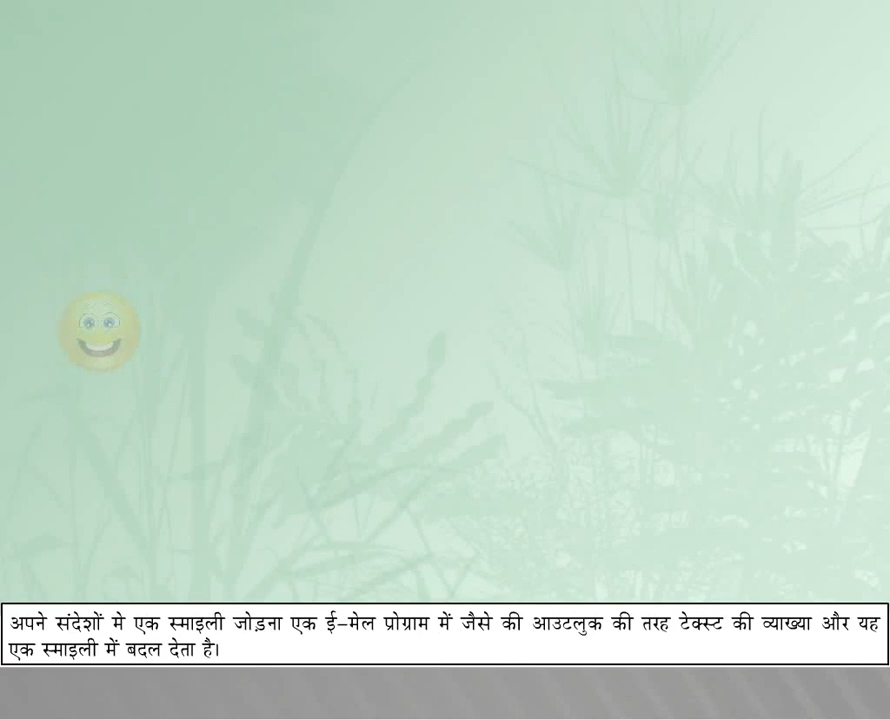 अपने संदेशों मे एक स्माइली जोड़ना एक ई-मेल प्रोग्राम में जैसे की आउटलुक की तरह टेक्स्ट की व्याख्या और यह
एक स्माइली में बदल देता है।